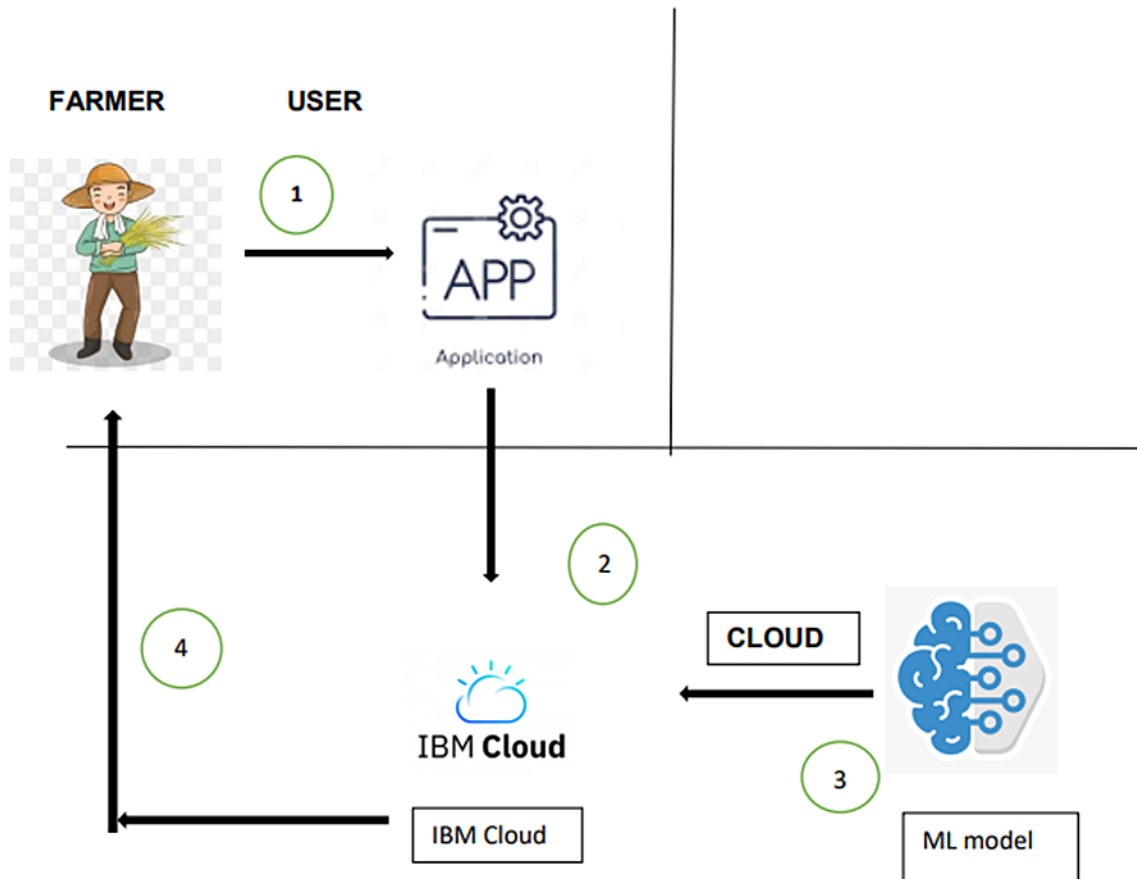 FARMER
USER
1
APP
Application
2
4
CLOUD
IBM Cloud
3
IBM Cloud
ML model